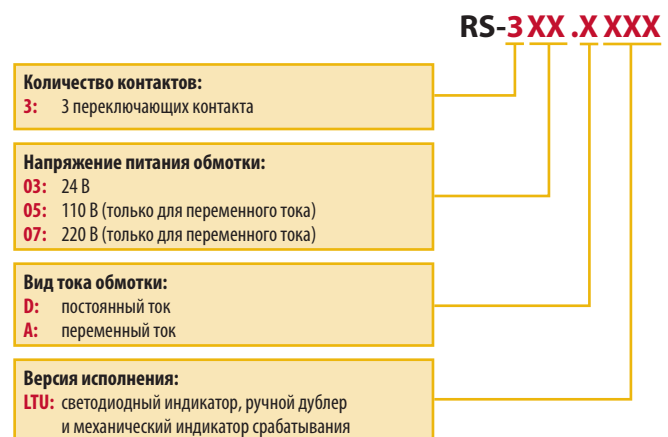 RS-3XX.XXXX
Количество контактов:
3: 3 переключающих контакта
Напряжение питания обмотки:
03: 24 В
05: 110 В (только для переменного тока)
07: 220 В (только для переменного тока)
Вид тока обмотки:
D: постоянный ток
A: переменный ток
Версия исполнения:
LTU: светодиодный индикатор, ручной дублер
и механический индикатор срабатывания